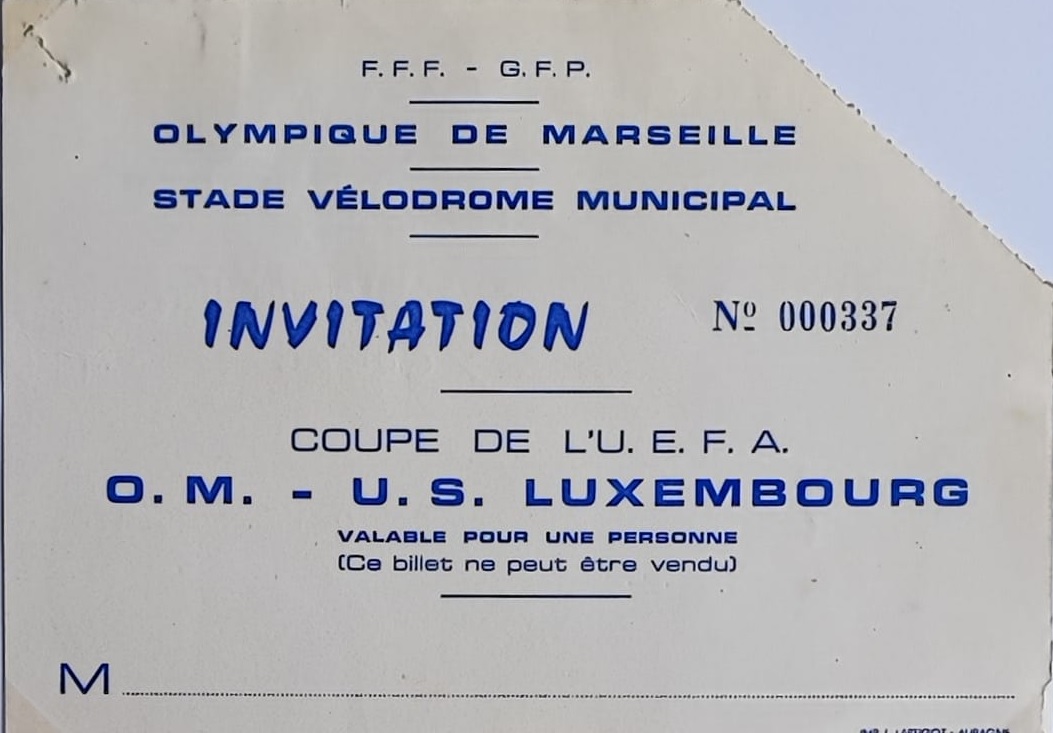 F. F. F. - G. F. P.
OLYMPIQUE DE MARSEILLE
STADE VÉLODROME MUNICIPAL
INVITATION
Nº 000337
COUPE DE L'U. E. F. A.
O. M. - U. S. LUXEMBOURG
VALABLE POUR UNE PERSONNE
(Ce billet ne peut être vendu)
M
- AUBAGNE